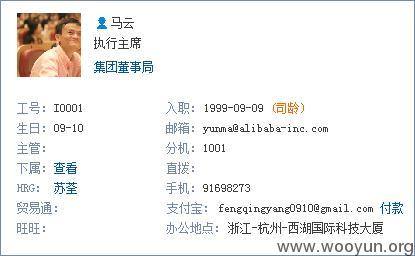 马云
执行主席
集团董事局
工号：I0001 入职：1999-09-09（司龄）
生日：09-10 邮箱：yunma@alibaba-inc.com
主管： 分机：1001
下属：查看 直拨：
HRG：苏荃 手机：91698273
贸易通： 支付宝：fengqingyang0910@gmail.com 付款
旺旺： 办公地点：浙江-杭州-西湖国际科技大厦
www.wooyun.org